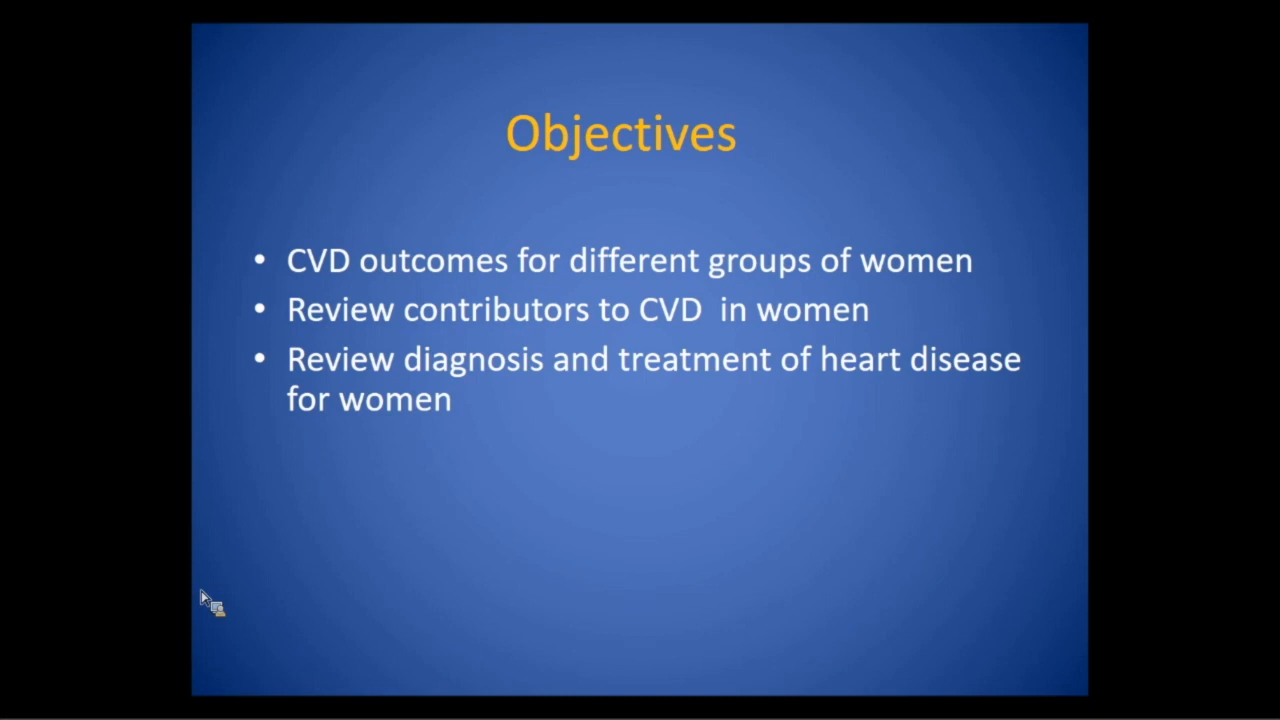 Objectives
• CVD outcomes for different groups of women
• Review contributors to CVD  in women
• Review diagnosis and treatment of heart disease
for women